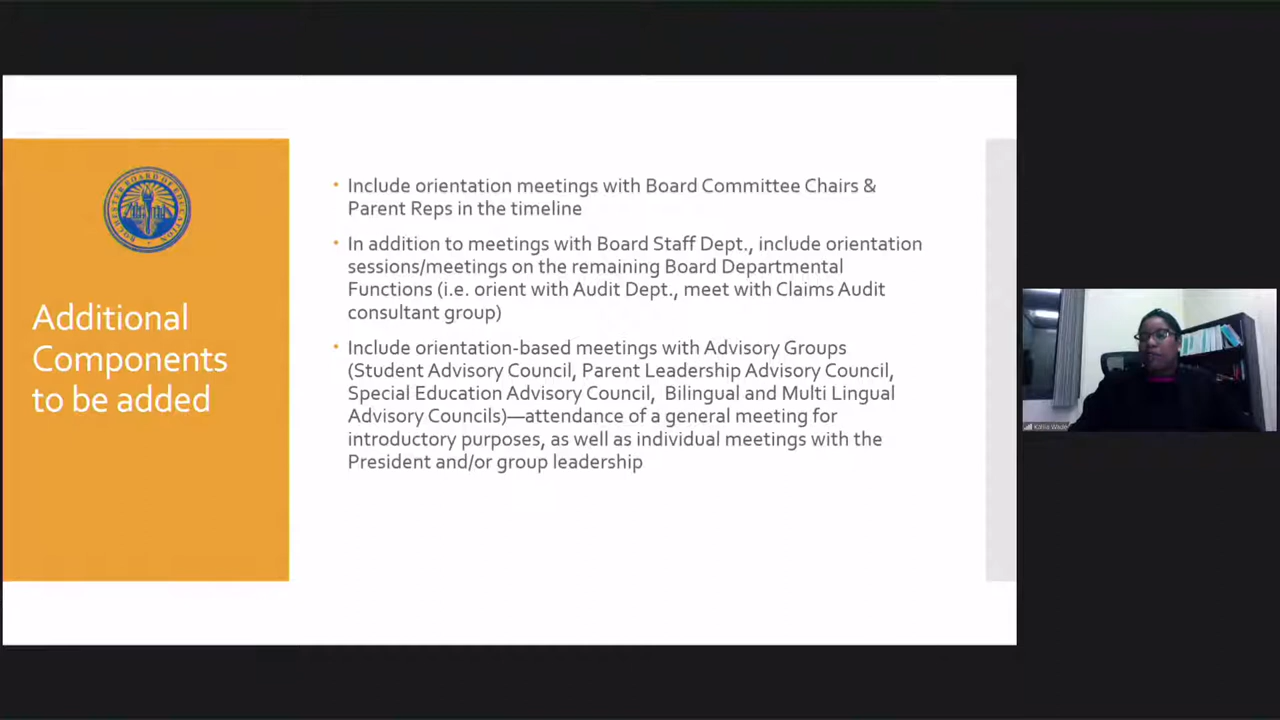 ROCHESTER BOARD OF EDUCATION
Additional
Components
to be added
• Include orientation meetings with Board Committee Chairs &
Parent Reps in the timeline
• In addition to meetings with Board Staff Dept., include orientation
sessions/meetings on the remaining Board Departmental
Functions (i.e. orient with Audit Dept., meet with Claims Audit
consultant group)
• Include orientation-based meetings with Advisory Groups
(Student Advisory Council, Parent Leadership Advisory Council,
Special Education Advisory Council,  Bilingual and Multi Lingual
Advisory Councils)—attendance of a general meeting for
introductory purposes, as well as individual meetings with the
President and/or group leadership